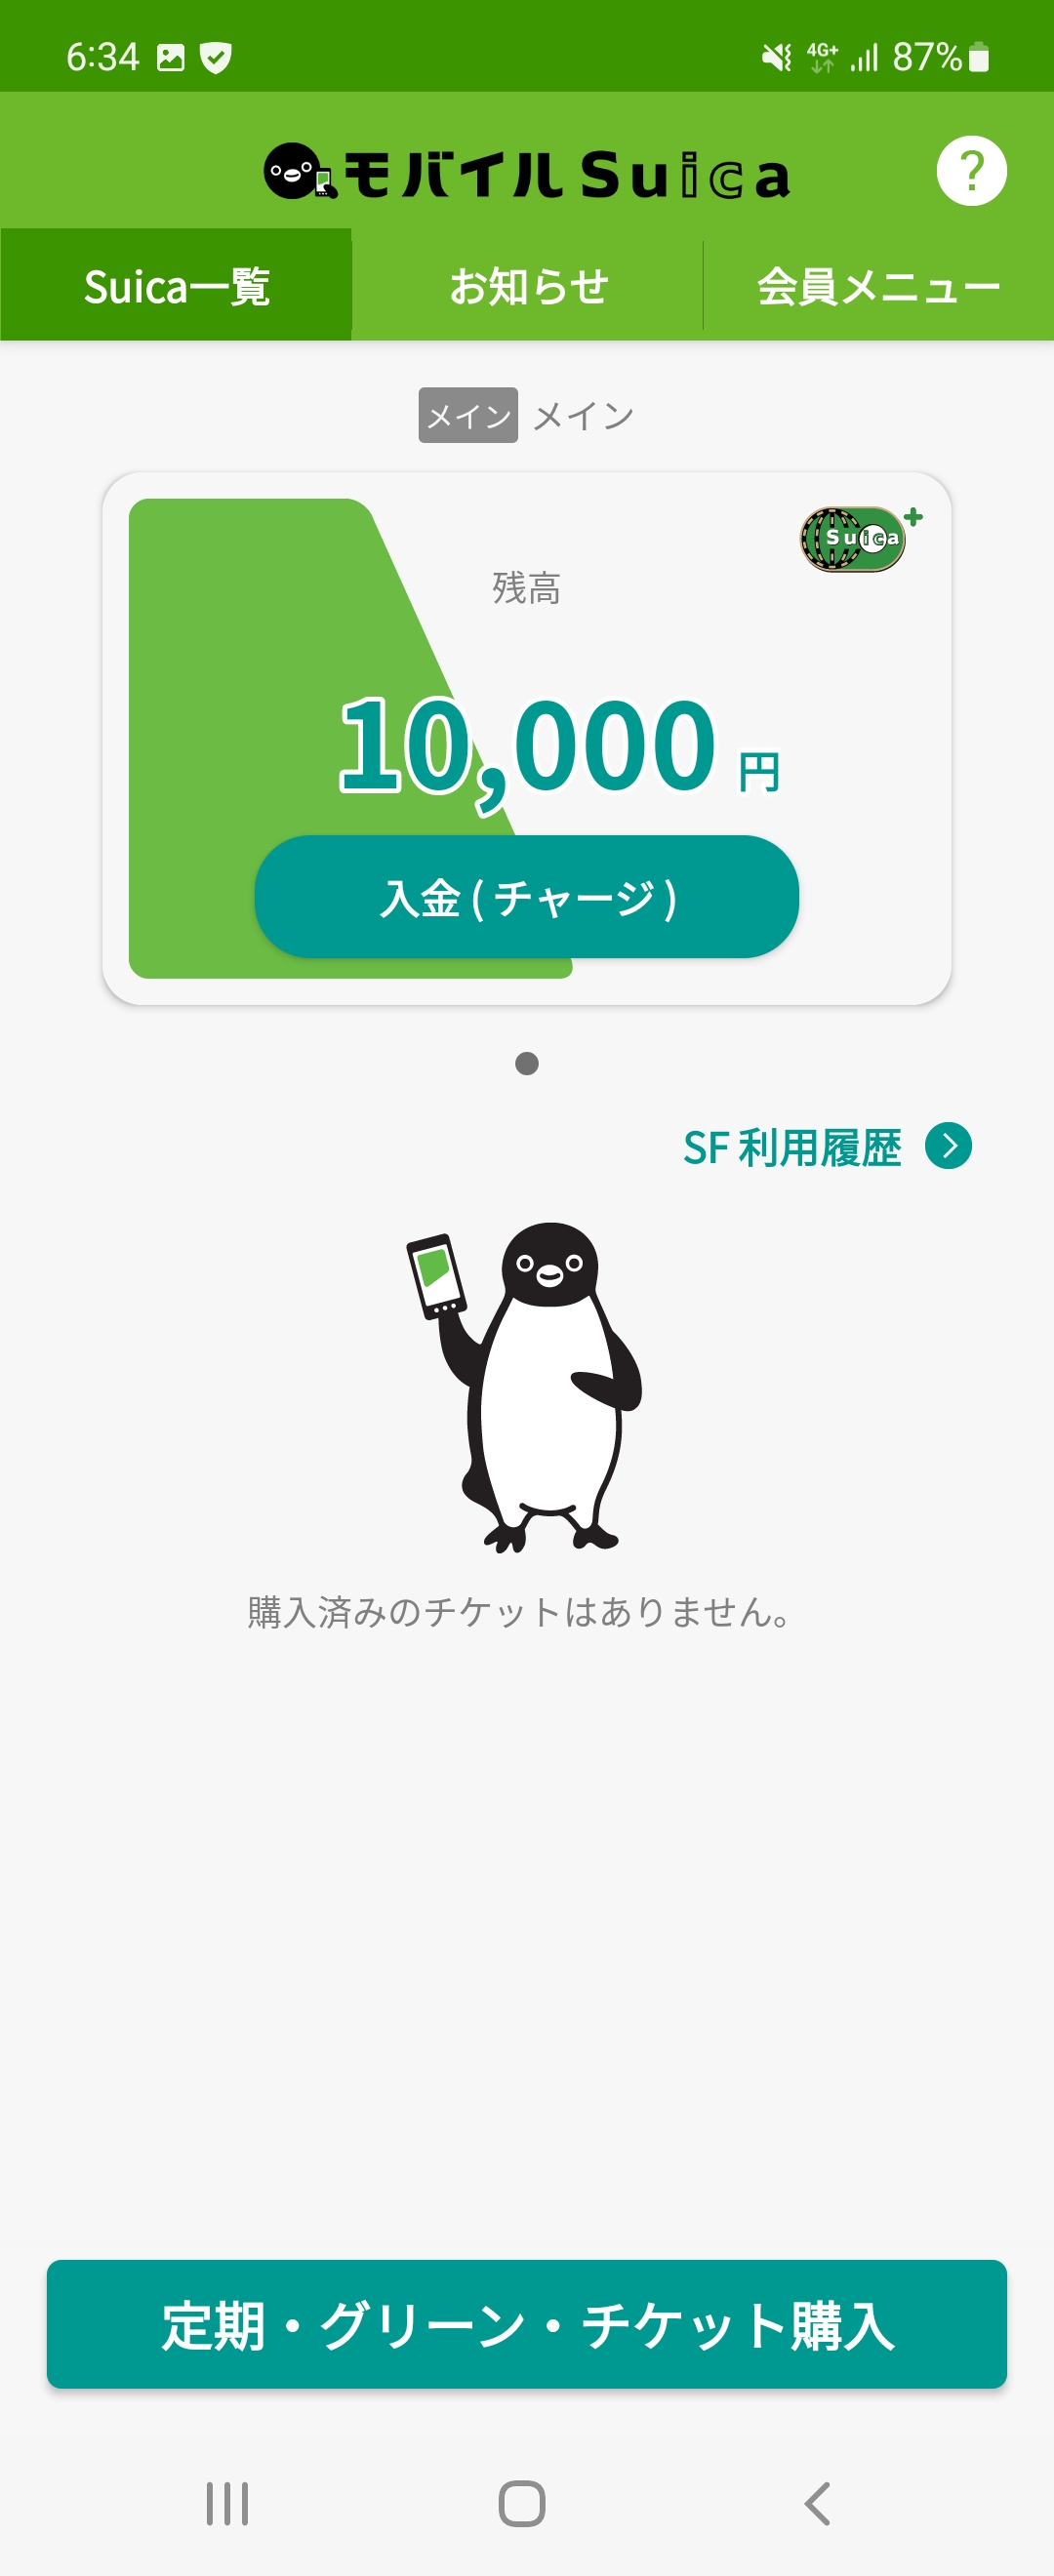 6:34 4G+ 87%
モバイルSuica ?
Suica一覧 お知らせ 会員メニュー
メイン メイン
Suica+
残高
10,000 円
入金 ( チャージ )
SF 利用履歴
購入済みのチケットはありません。
定期・グリーン・チケット購入